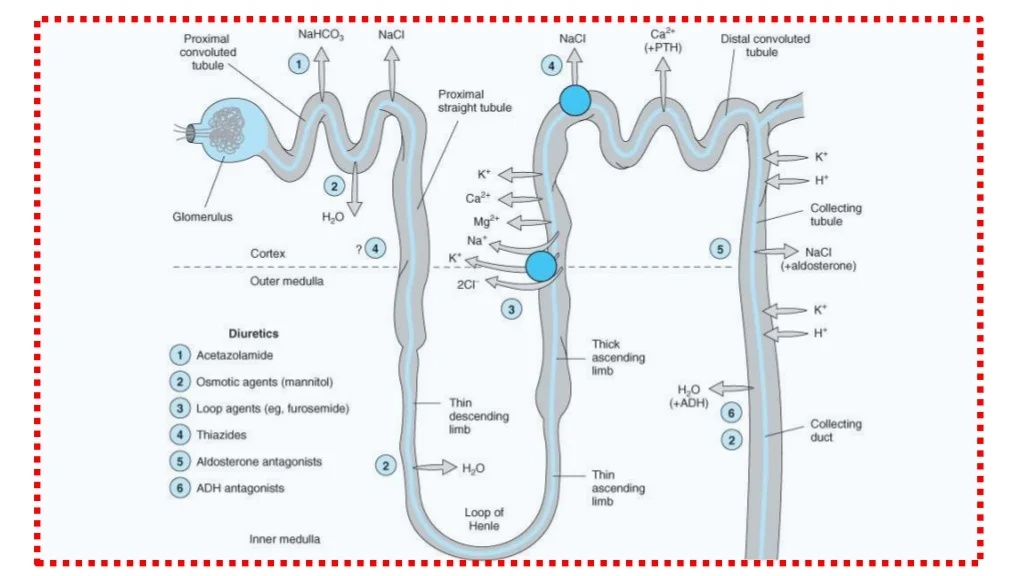 Proximal
convoluted
tubule
NaHCO₃
NaCl
1
Proximal
straight tubule
2
H₂O
Glomerulus
? 4
Cortex
Outer medulla
NaCl
4
Ca²⁺
(+PTH)
Distal convoluted
tubule
K⁺
Ca²⁺
Mg²⁺
Na⁺
K⁺
2Cl⁻
3
K⁺
H⁺
Collecting
tubule
5
NaCl
(+aldosterone)
K⁺
H⁺
Diuretics
1 Acetazolamide
2 Osmotic agents (mannitol)
3 Loop agents (eg, furosemide)
4 Thiazides
5 Aldosterone antagonists
6 ADH antagonists
Thick
ascending
limb
Thin
descending
limb
H₂O
(+ADH)
6
2
Collecting
duct
2
H₂O
Thin
ascending
limb
Loop of
Henle
Inner medulla